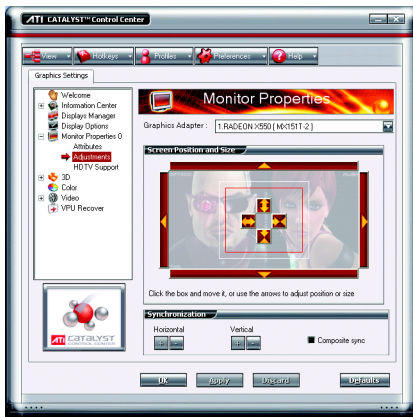 ATI CATALYST™ Control Center
View
Hotkeys
Profiles
Preferences
Help
Graphics Settings
Welcome
Information Center
Displays Manager
Display Options
Monitor Properties 0
Attributes
Adjustments
HDTV Support
3D
Color
Video
VPU Recover
ATI CATALYST
CONTROL CENTER
Monitor Properties
Graphics Adapter : 1.RADEON X550 [ MX151T-2 ]
Screen Position and Size
Click the box and move it, or use the arrows to adjust position or size
Synchronization
Horizontal
Vertical
+ - + -
Composite sync
OK
Apply
Discard
Defaults